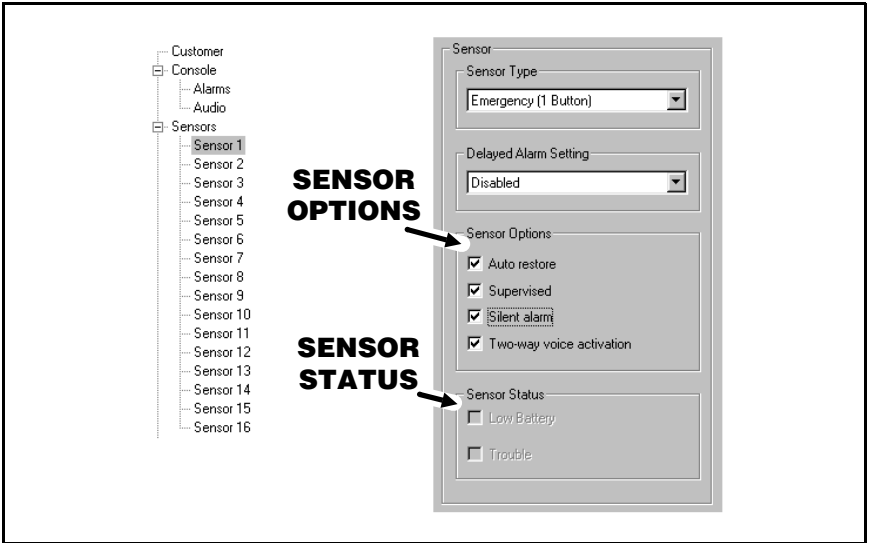 Customer
Console
Alarms
Audio
Sensors
Sensor 1
Sensor 2
Sensor 3
Sensor 4
Sensor 5
Sensor 6
Sensor 7
Sensor 8
Sensor 9
Sensor 10
Sensor 11
Sensor 12
Sensor 13
Sensor 14
Sensor 15
Sensor 16
SENSOR
OPTIONS
SENSOR
STATUS
Sensor
Sensor Type
Emergency (1 Button)
Delayed Alarm Setting
Disabled
Sensor Options
Auto restore
Supervised
Silent alarm
Two-way voice activation
Sensor Status
Low Battery
Trouble